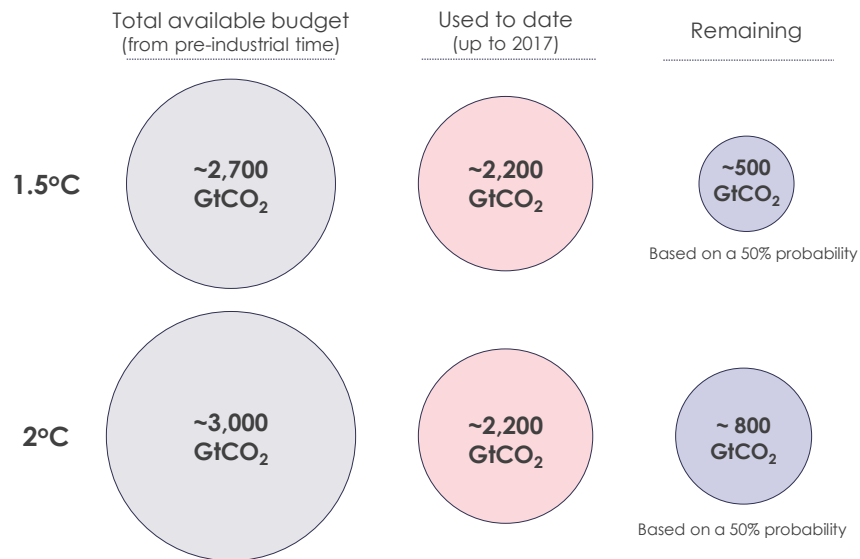 Total available budget
(from pre-industrial time)
Used to date
(up to 2017)
Remaining
1.5°C
~2,700
GtCO₂
~2,200
GtCO₂
~500
GtCO₂
Based on a 50% probability
2°C
~3,000
GtCO₂
~2,200
GtCO₂
~ 800
GtCO₂
Based on a 50% probability